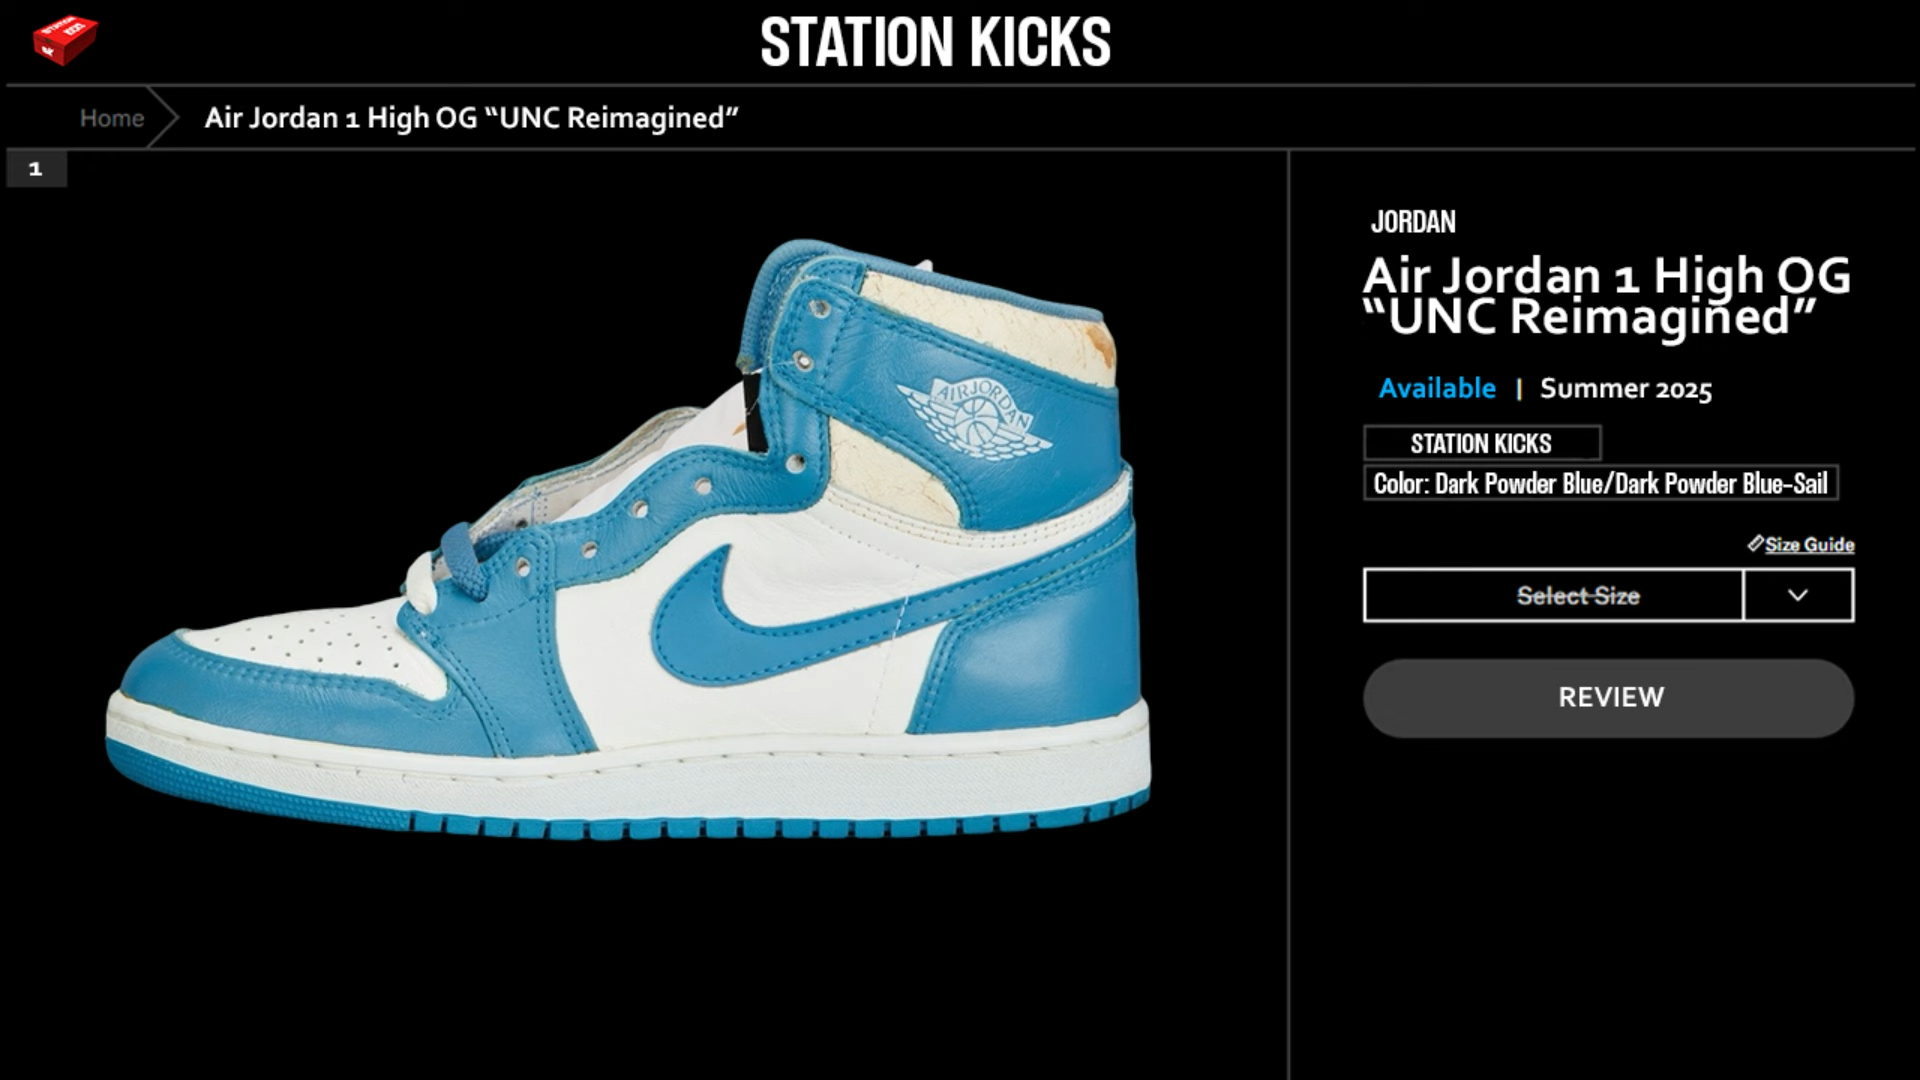 STATION KICKS
STATION KICKS
Home
Air Jordan 1 High OG “UNC Reimagined”
1
JORDAN
Air Jordan 1 High OG
“UNC Reimagined”
Available | Summer 2025
STATION KICKS
Color: Dark Powder Blue/Dark Powder Blue-Sail
Size Guide
Select Size
REVIEW
AIR JORDAN